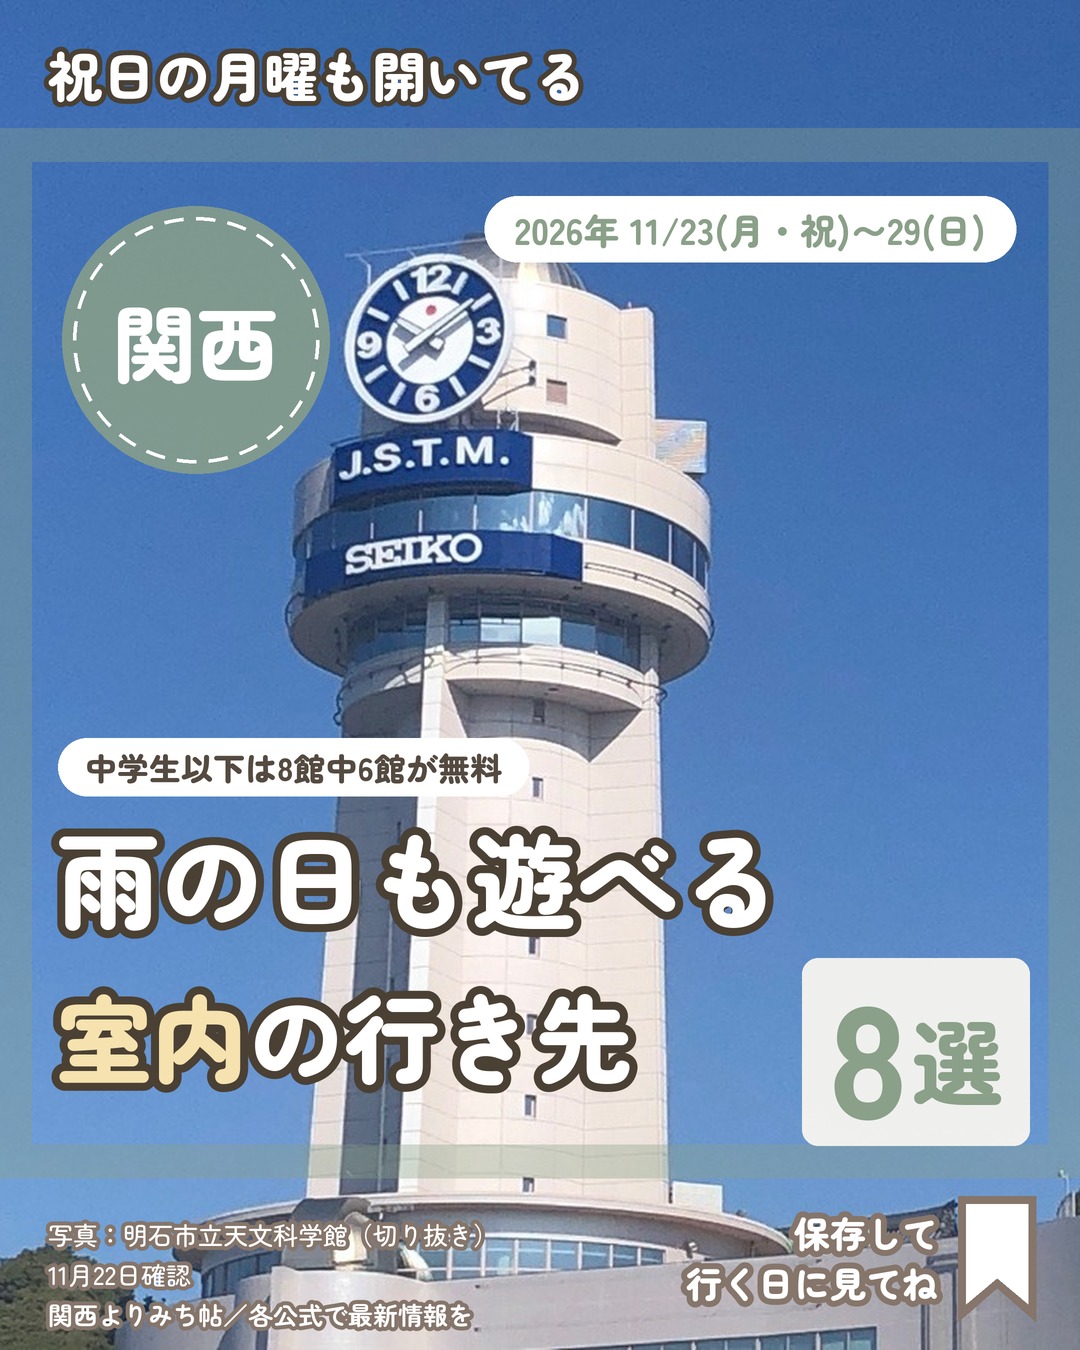 祝日の月曜も開いてる
2026年 11/23(月・祝)〜29(日)
関西
12
3
9
6
J.S.T.M.
SEIKO
中学生以下は8館中6館が無料
雨の日も遊べる
室内の行き先
8選
写真：明石市立天文科学館（切り抜き）
11月22日確認
関西よりみち帖／各公式で最新情報を
保存して
行く日に見てね